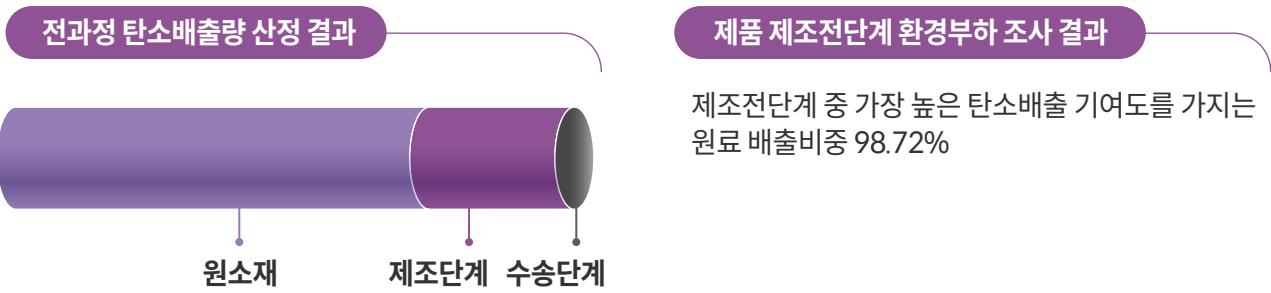 전과정 탄소배출량 산정 결과
원소재
제조단계
수송단계
제품 제조전단계 환경부하 조사 결과
제조전단계 중 가장 높은 탄소배출 기여도를 가지는
원료 배출비중 98.72%